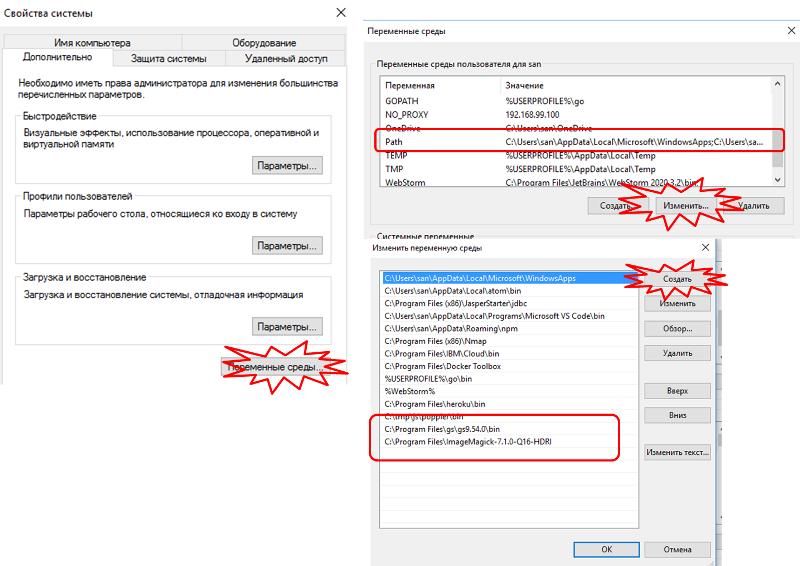 Свойства системы
Имя компьютера
Оборудование
Дополнительно
Защита системы
Удаленный доступ
Необходимо иметь права администратора для изменения большинства
перечисленных параметров.
Быстродействие
Визуальные эффекты, использование процессора, оперативной и
виртуальной памяти
Параметры...
Профили пользователей
Параметры рабочего стола, относящиеся ко входу в систему
Параметры...
Загрузка и восстановление
Загрузка и восстановление системы, отладочная информация
Параметры...
Переменные среды...
Переменные среды
Переменные среды пользователя для san
Переменная Значение
GOPATH %USERPROFILE%\go
NO_PROXY 192.168.99.100
OneDrive C:\Users\san\OneDrive
Path C:\Users\san\AppData\Local\Microsoft\WindowsApps;C:\Users\sa...
TEMP %USERPROFILE%\AppData\Local\Temp
TMP %USERPROFILE%\AppData\Local\Temp
WebStorm C:\Program Files\JetBrains\WebStorm 2020.3.2\bin
Создать
Изменить...
Удалить
Системные переменные
Изменить переменную среды
C:\Users\san\AppData\Local\Microsoft\WindowsApps
C:\Users\san\AppData\Local\atom\bin
C:\Program Files (x86)\JasperStarter\jdbc
C:\Users\san\AppData\Local\Programs\Microsoft VS Code\bin
C:\Users\san\AppData\Roaming\npm
C:\Program Files (x86)\Nmap
C:\Program Files\IBM\Cloud\bin
C:\Program Files\Docker Toolbox
%USERPROFILE%\go\bin
%WebStorm%
C:\Program Files\heroku\bin
C:\tmp\js\poppler\bin
C:\Program Files\gs\gs9.54.0\bin
C:\Program Files\ImageMagick-7.1.0-Q16-HDRI
Создать
Изменить
Обзор...
Удалить
Вверх
Вниз
Изменить текст...
OK
Отмена